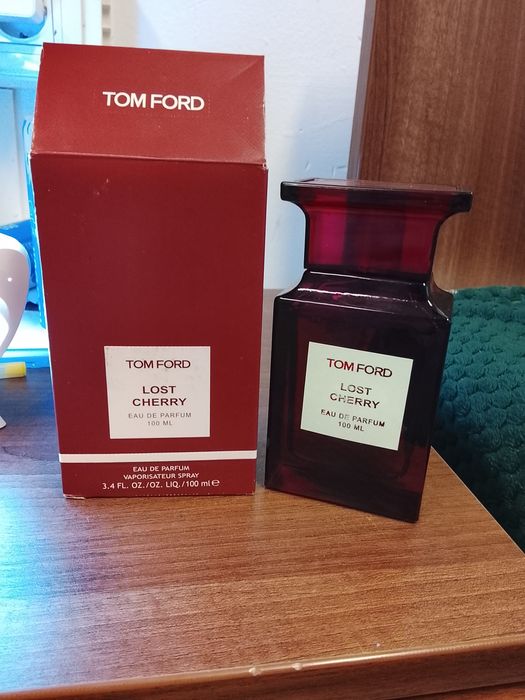 TOM FORD
TOM FORD
LOST
CHERRY
EAU DE PARFUM
100 ML
EAU DE PARFUM
VAPORISATEUR SPRAY
3.4 FL. OZ./OZ. LIQ./100 ml ℮
TOM FORD
LOST
CHERRY
EAU DE PARFUM
100 ML